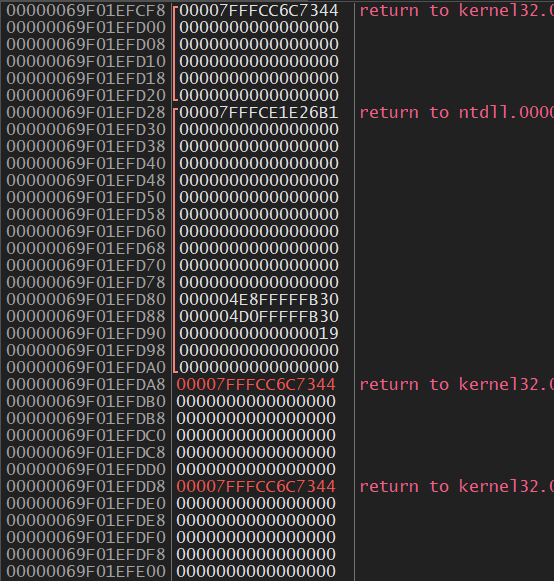 00000069F01EFCF8 00007FFFCC6C7344 return to kernel32.0
00000069F01EFD00 0000000000000000
00000069F01EFD08 0000000000000000
00000069F01EFD10 0000000000000000
00000069F01EFD18 0000000000000000
00000069F01EFD20 0000000000000000
00000069F01EFD28 00007FFFCE1E26B1 return to ntdll.0000
00000069F01EFD30 0000000000000000
00000069F01EFD38 0000000000000000
00000069F01EFD40 0000000000000000
00000069F01EFD48 0000000000000000
00000069F01EFD50 0000000000000000
00000069F01EFD58 0000000000000000
00000069F01EFD60 0000000000000000
00000069F01EFD68 0000000000000000
00000069F01EFD70 0000000000000000
00000069F01EFD78 0000000000000000
00000069F01EFD80 000004E8FFFFFB30
00000069F01EFD88 000004D0FFFFFB30
00000069F01EFD90 0000000000000019
00000069F01EFD98 0000000000000000
00000069F01EFDA0 0000000000000000
00000069F01EFDA8 00007FFFCC6C7344 return to kernel32.0
00000069F01EFDB0 0000000000000000
00000069F01EFDB8 0000000000000000
00000069F01EFDC0 0000000000000000
00000069F01EFDC8 0000000000000000
00000069F01EFDD0 0000000000000000
00000069F01EFDD8 00007FFFCC6C7344 return to kernel32.0
00000069F01EFDE0 0000000000000000
00000069F01EFDE8 0000000000000000
00000069F01EFDF0 0000000000000000
00000069F01EFDF8 0000000000000000
00000069F01EFE00 0000000000000000